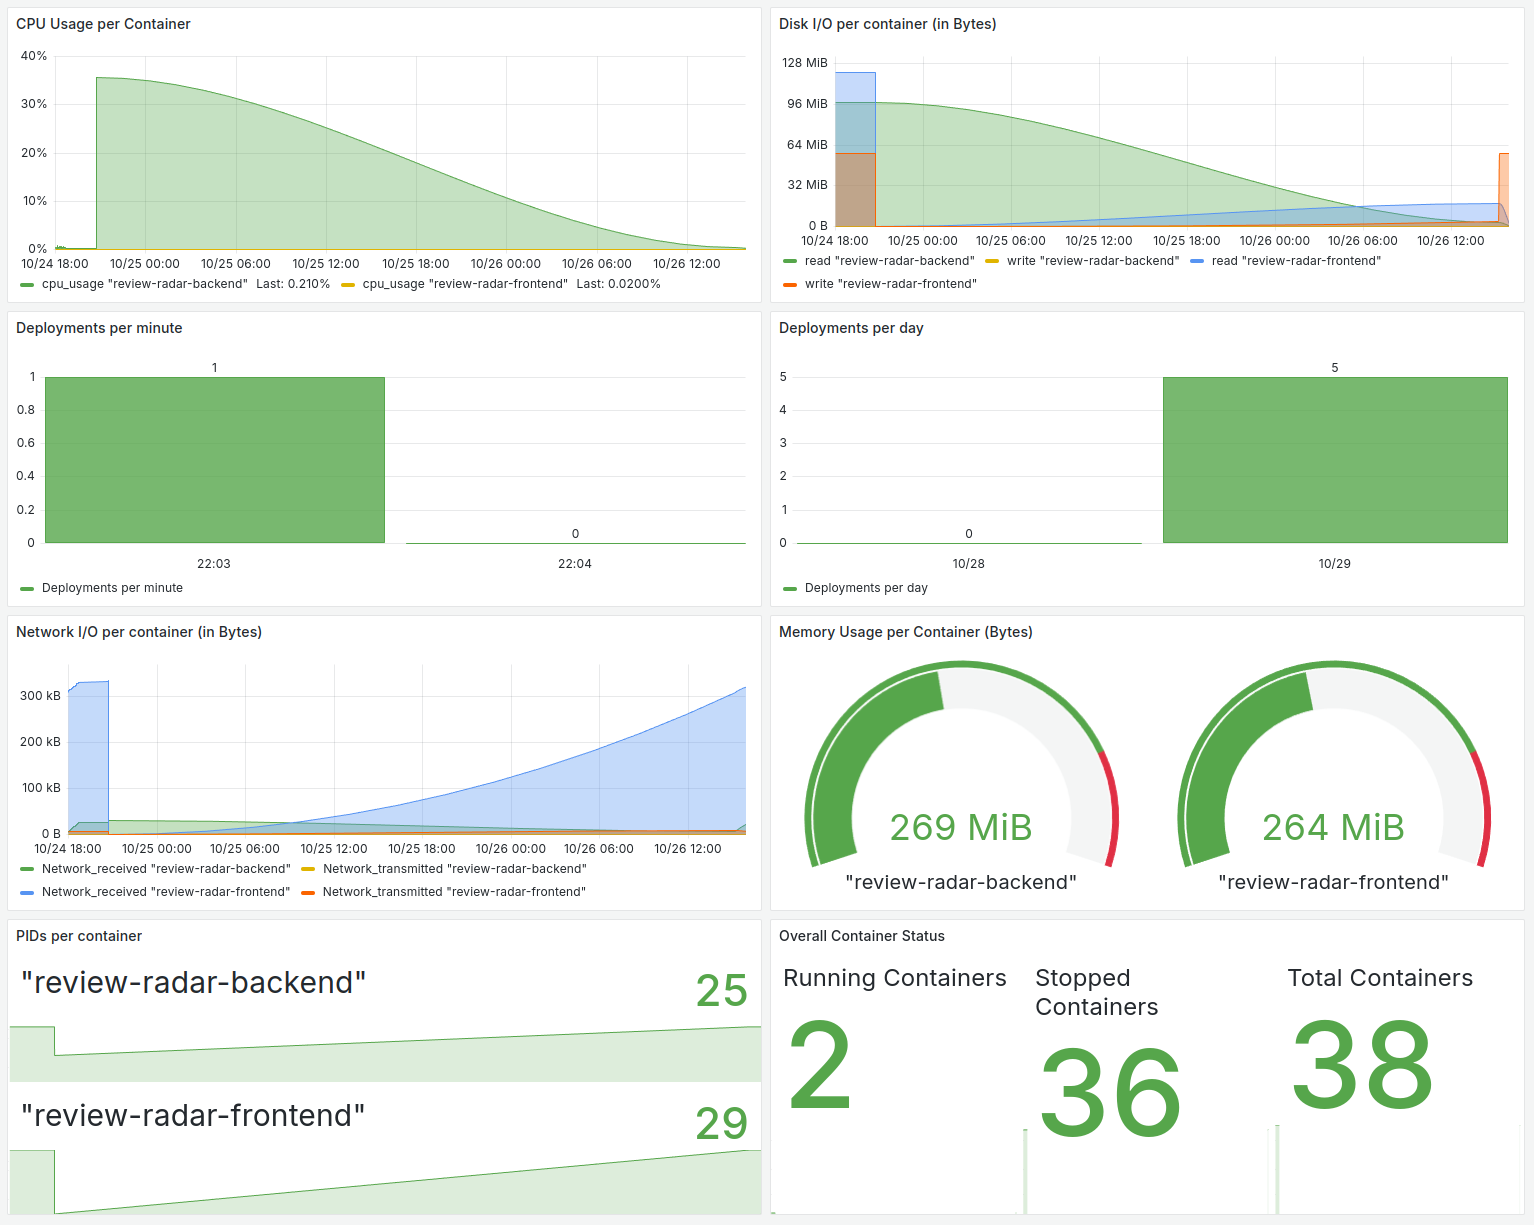 CPU Usage per Container
40%
30%
20%
10%
0%
10/24 18:00 10/25 00:00 10/25 06:00 10/25 12:00 10/25 18:00 10/26 00:00 10/26 06:00 10/26 12:00
cpu_usage "review-radar-backend" Last: 0.210% cpu_usage "review-radar-frontend" Last: 0.0200%
Disk I/O per container (in Bytes)
128 MiB
96 MiB
64 MiB
32 MiB
0 B
10/24 18:00 10/25 00:00 10/25 06:00 10/25 12:00 10/25 18:00 10/26 00:00 10/26 06:00 10/26 12:00
read "review-radar-backend" write "review-radar-backend" read "review-radar-frontend"
write "review-radar-frontend"
Deployments per minute
1
1
0.8
0.6
0.4
0.2
0
0
22:03 22:04
Deployments per minute
Deployments per day
5
5
4
3
2
1
0
0
10/28 10/29
Deployments per day
Network I/O per container (in Bytes)
300 kB
200 kB
100 kB
0 B
10/24 18:00 10/25 00:00 10/25 06:00 10/25 12:00 10/25 18:00 10/26 00:00 10/26 06:00 10/26 12:00
Network_received "review-radar-backend" Network_transmitted "review-radar-backend"
Network_received "review-radar-frontend" Network_transmitted "review-radar-frontend"
Memory Usage per Container (Bytes)
269 MiB 264 MiB
"review-radar-backend" "review-radar-frontend"
PIDs per container
"review-radar-backend" 25
"review-radar-frontend" 29
Overall Container Status
Running Containers
2
Stopped
Containers
36
Total Containers
38